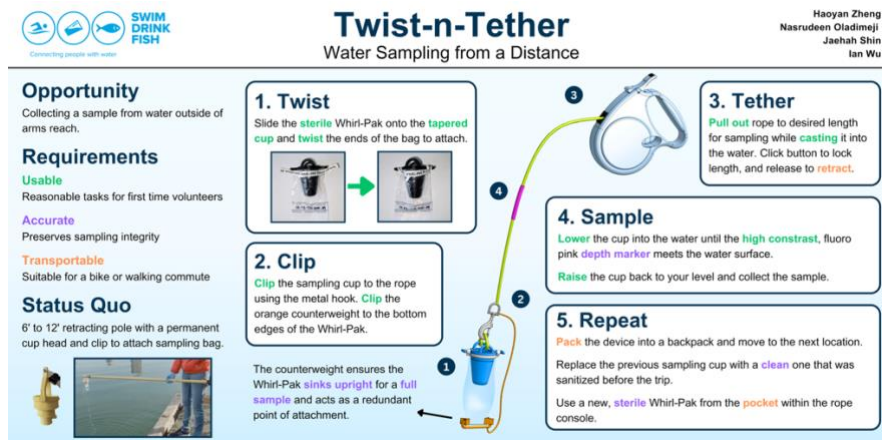 SWIM
DRINK
FISH
Connecting people with water
Twist-n-Tether
Water Sampling from a Distance
Haoyan Zheng
Nasrudeen Oladimeji
Jaehah Shin
Ian Wu
Opportunity
Collecting a sample from water outside of
arms reach.
Requirements
Usable
Reasonable tasks for first time volunteers
Accurate
Preserves sampling integrity
Transportable
Suitable for a bike or walking commute
Status Quo
6' to 12' retracting pole with a permanent
cup head and clip to attach sampling bag.
1. Twist
Slide the sterile Whirl-Pak onto the tapered
cup and twist the ends of the bag to attach.
2. Clip
Clip the sampling cup to the rope
using the metal hook. Clip the
orange counterweight to the bottom
edges of the Whirl-Pak.
The counterweight ensures the
Whirl-Pak sinks upright for a full
sample and acts as a redundant
point of attachment.
3
4
2
1
3. Tether
Pull out rope to desired length
for sampling while casting it into
the water. Click button to lock
length, and release to retract.
4. Sample
Lower the cup into the water until the high constrast, fluoro
pink depth marker meets the water surface.
Raise the cup back to your level and collect the sample.
5. Repeat
Pack the device into a backpack and move to the next location.
Replace the previous sampling cup with a clean one that was
sanitized before the trip.
Use a new, sterile Whirl-Pak from the pocket within the rope
console.